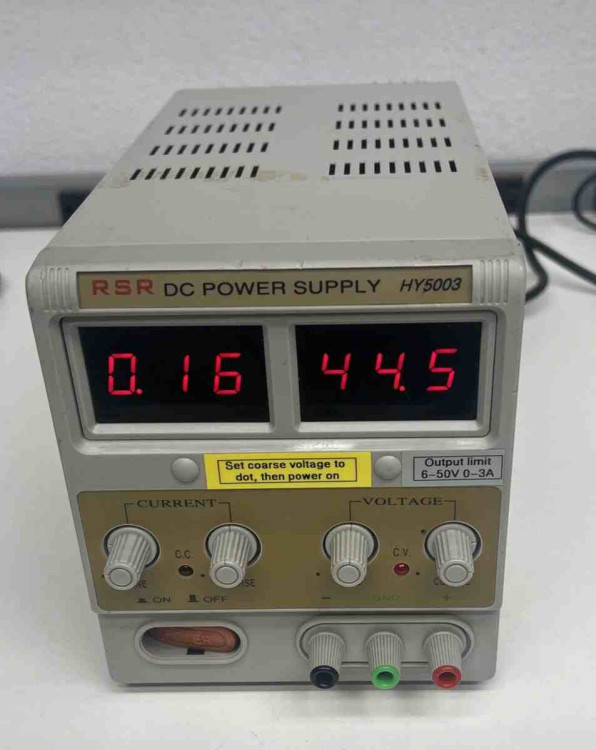 RSR DC POWER SUPPLY HY5003
0.16 44.5
Set coarse voltage to
dot, then power on
Output limit
6-50V 0-3A
CURRENT
VOLTAGE
C.C.
C.V.
ON OFF
- GND +